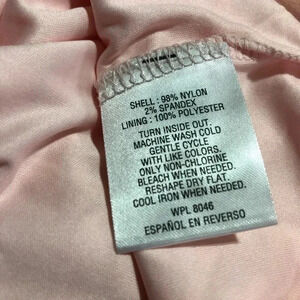 SHELL : 98% NYLON
2% SPANDEX
LINING : 100% POLYESTER
TURN INSIDE OUT.
MACHINE WASH COLD
GENTLE CYCLE
WITH LIKE COLORS.
ONLY NON-CHLORINE
BLEACH WHEN NEEDED.
RESHAPE DRY FLAT.
COOL IRON WHEN NEEDED.
WPL 8046
ESPAÑOL EN REVERSO